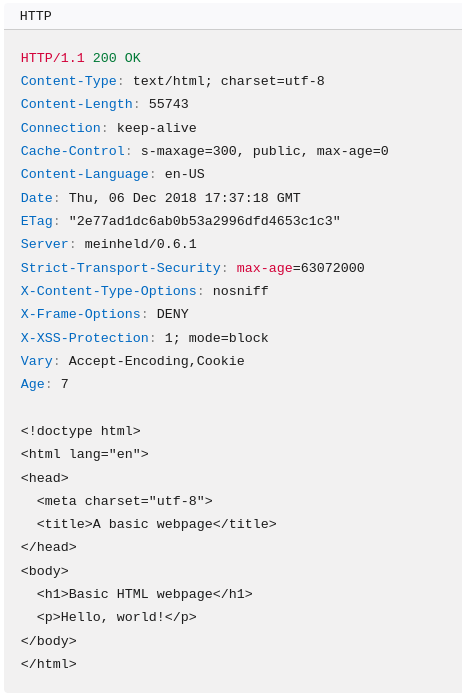 HTTP
HTTP/1.1 200 OK
Content-Type: text/html; charset=utf-8
Content-Length: 55743
Connection: keep-alive
Cache-Control: s-maxage=300, public, max-age=0
Content-Language: en-US
Date: Thu, 06 Dec 2018 17:37:18 GMT
ETag: "2e77ad1dc6ab0b53a2996dfd4653c1c3"
Server: meinheld/0.6.1
Strict-Transport-Security: max-age=63072000
X-Content-Type-Options: nosniff
X-Frame-Options: DENY
X-XSS-Protection: 1; mode=block
Vary: Accept-Encoding,Cookie
Age: 7

<!doctype html>
<html lang="en">
<head>
  <meta charset="utf-8">
  <title>A basic webpage</title>
</head>
<body>
  <h1>Basic HTML webpage</h1>
  <p>Hello, world!</p>
</body>
</html>